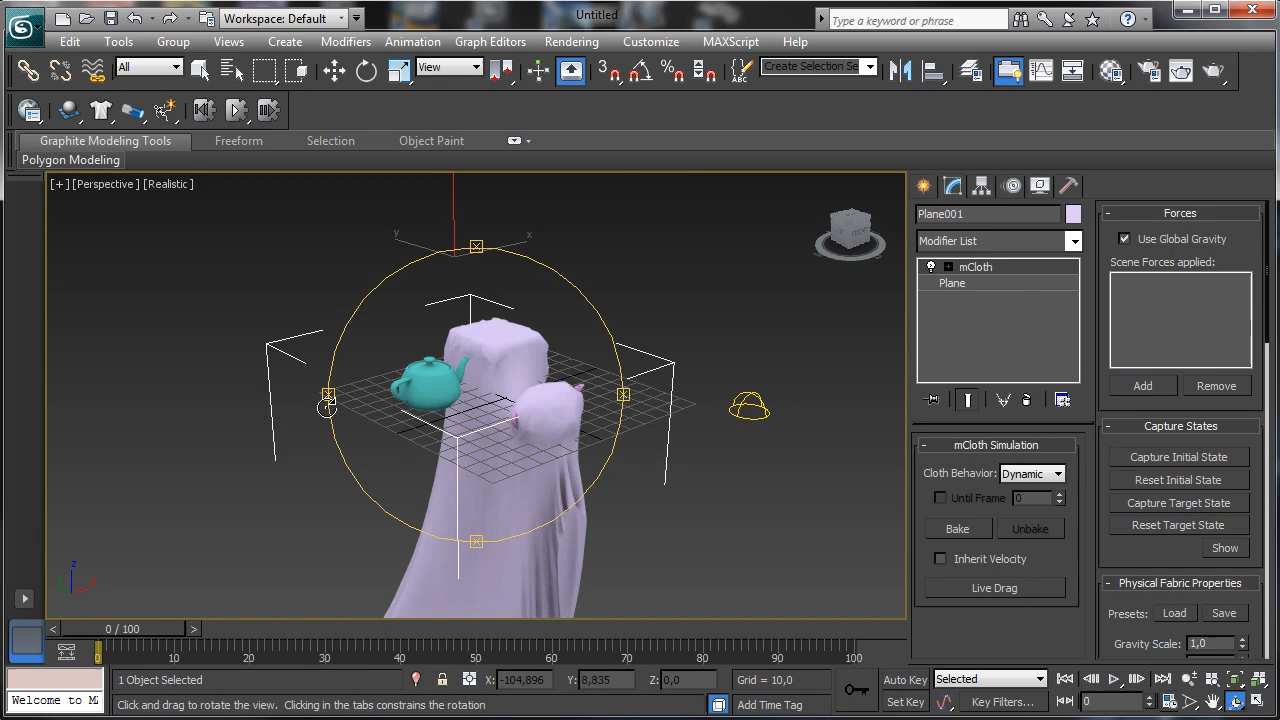 Workspace: Default
Untitled
Type a keyword or phrase
Edit Tools Group Views Create Modifiers Animation Graph Editors Rendering Customize MAXScript Help
All
View
3
ABC
Create Selection Se
Graphite Modeling Tools Freeform Selection Object Paint
Polygon Modeling
[ + ] [ Perspective ] [ Realistic ]
y
x
z
Plane001
Modifier List
mCloth
Plane
mCloth Simulation
Cloth Behavior: Dynamic
Until Frame 0
Bake Unbake
Inherit Velocity
Live Drag
Forces
Use Global Gravity
Scene Forces applied:
Add Remove
Capture States
Capture Initial State
Reset Initial State
Capture Target State
Reset Target State
Show
Physical Fabric Properties
Presets: Load Save
Gravity Scale: 1,0
< 0 / 100 >
0 10 20 30 40 50 60 70 80 90 100
Welcome to M
1 Object Selected
X: -104,896 Y: 8,835 Z: 0,0
Grid = 10,0
Auto Key Selected
Click and drag to rotate the view. Clicking in the tabs constrains the rotation
Add Time Tag
Set Key Key Filters...
0